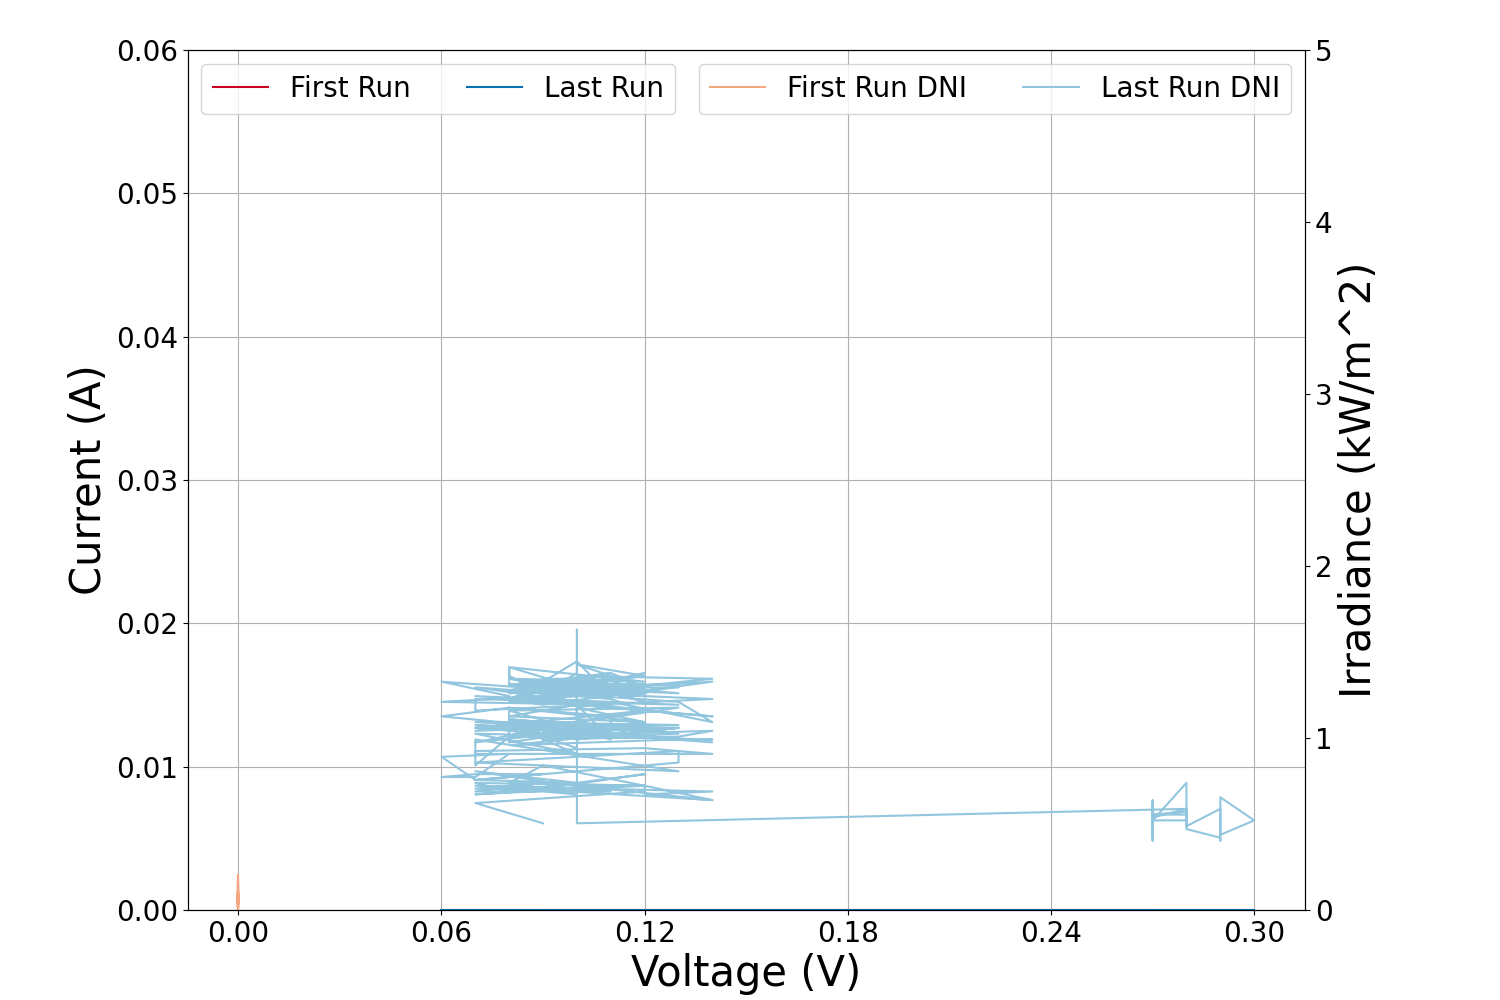 First Run
Last Run
First Run DNI
Last Run DNI
Current (A)
0.06
0.05
0.04
0.03
0.02
0.01
0.00
5
4
3
2
1
0
Irradiance (kW/m^2)
0.00 0.06 0.12 0.18 0.24 0.30
Voltage (V)